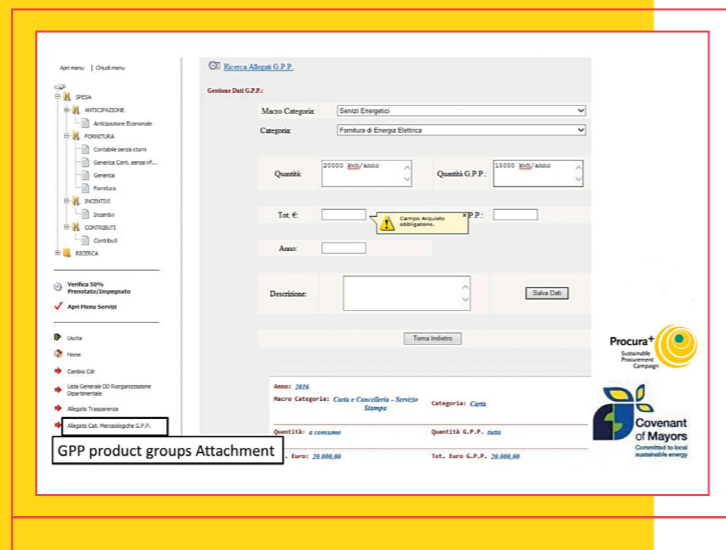 Apri menu | Chiudi menu
SPESA
ANTICIPAZIONE
Anticipazione Economale
FORNITURA
Contabile senza storni
Generica Cont. senza rif...
Generica
Fornitura
INCENTIVI
Incentivi
CONTRIBUTI
Contributi
RICERCA
Verifica 50%
Prenotato/Impegnato
Apri Menu Servizi
Uscita
Home
Cambio Cdr
Lista Generale DD Riorganizzazione
Dipartimentale
Allegato Trasparenza
Allegato Cat. Merceologiche G.P.P.
GPP product groups Attachment
Ricerca Allegati G.P.P.
Gestione Dati G.P.P.:
Macro Categoria: Servizi Energetici
Categoria: Fornitura di Energia Elettrica
Quantità: 20000 kwh/anno Quantità G.P.P.: 15000 kwh/anno
Tot. €: Campo Acquisto x P.P.:
obbligatorio.
Anno:
Descrizione: Salva Dati
Torna Indietro
Anno: 2016
Macro Categoria: Carta e Cancelleria - Servizio
Stampa
Categoria: Carta
Quantità: a consumo Quantità G.P.P. tutta
. Euro: 20.000,00 Tot. Euro G.P.P. 20.000,00
Procura+
Sustainable
Procurement
Campaign
Covenant
of Mayors
Committed to local
sustainable energy